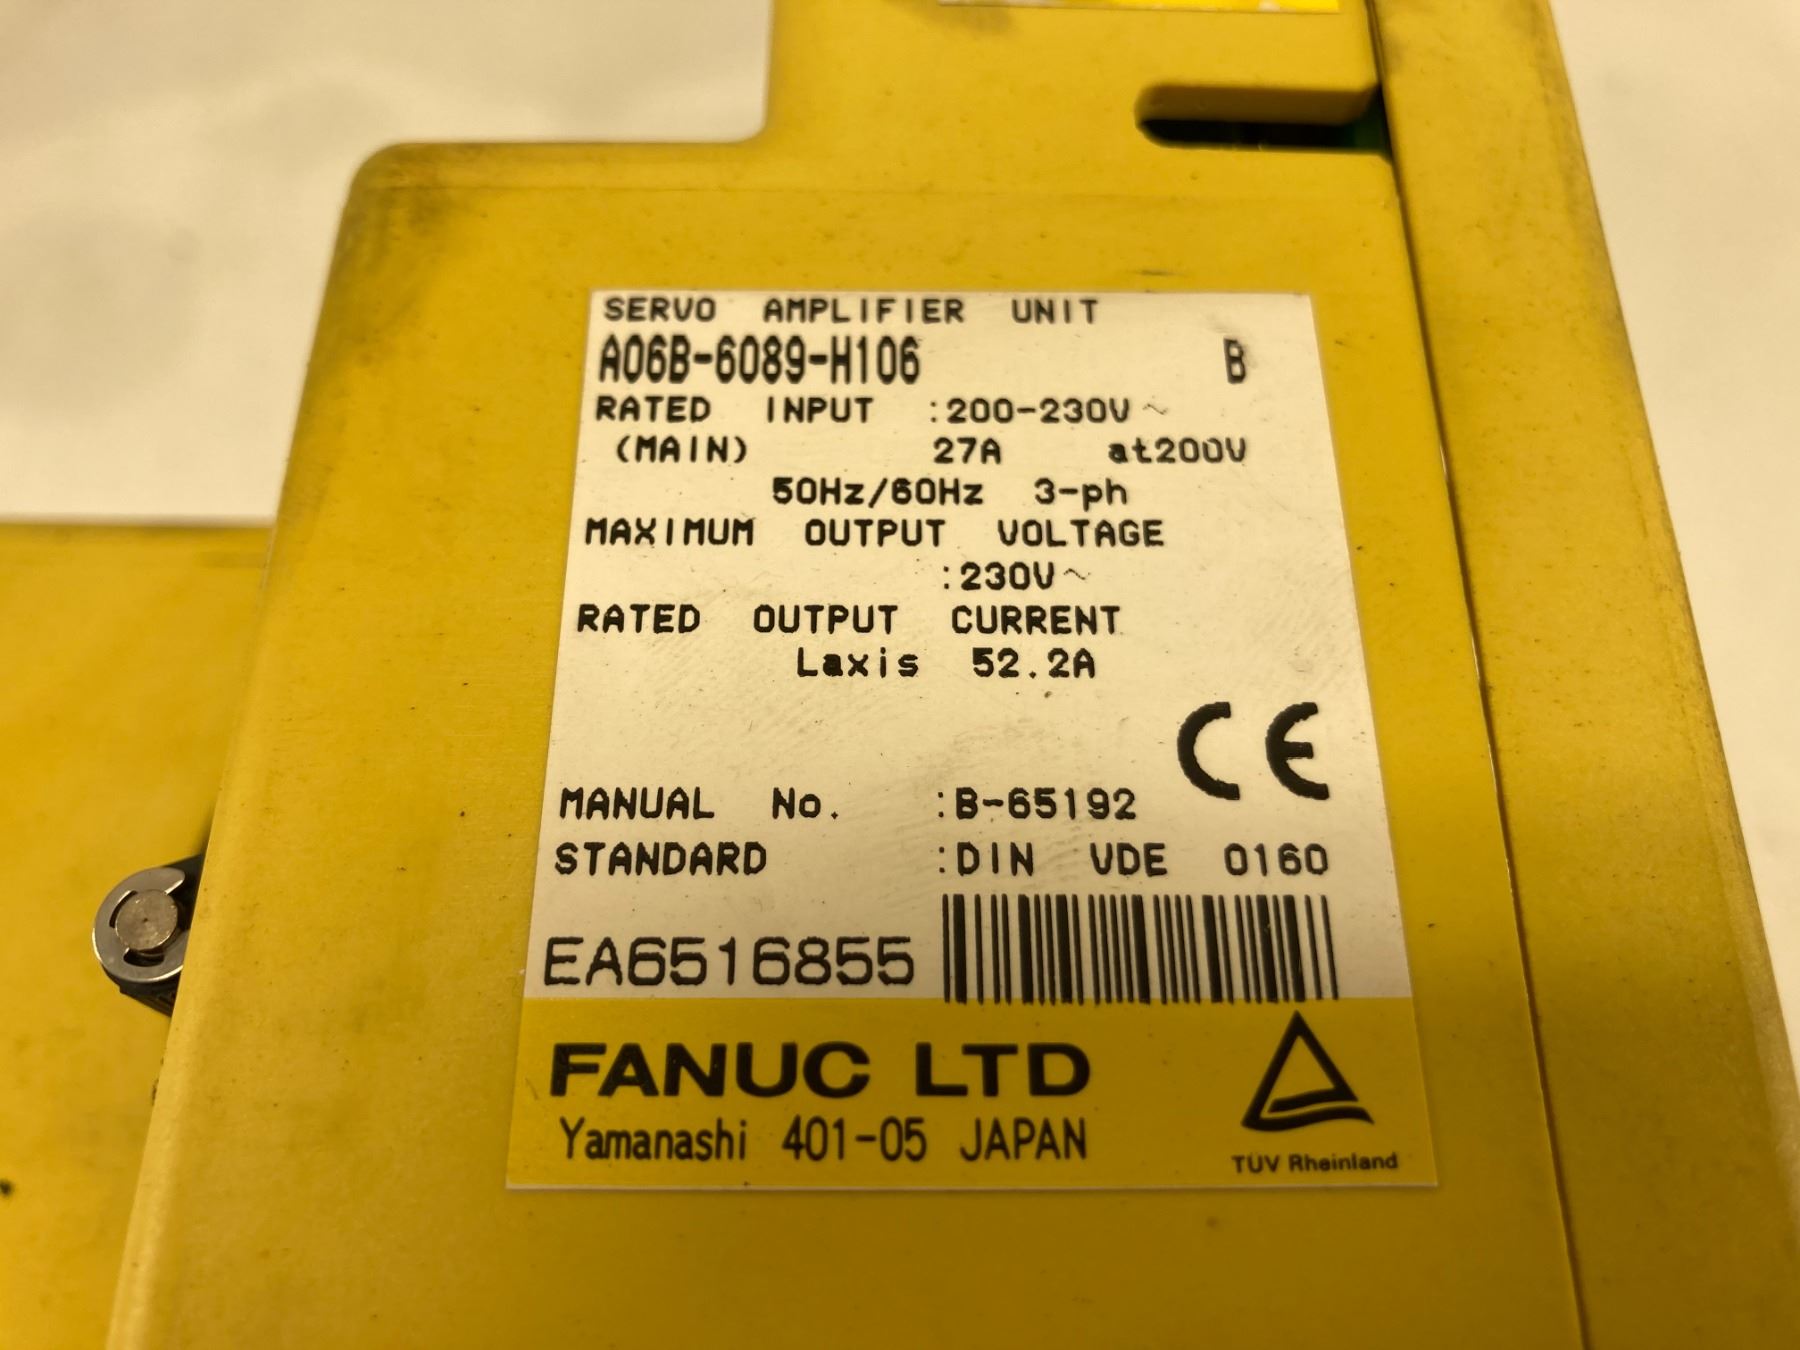 SERVO AMPLIFIER UNIT
A06B-6089-H106 B
RATED INPUT :200-230V~
(MAIN) 27A at200V
50Hz/60Hz 3-ph
MAXIMUM OUTPUT VOLTAGE
:230V~
RATED OUTPUT CURRENT
Laxis 52.2A
CE
MANUAL No. :B-65192
STANDARD :DIN VDE 0160
EA6516855
FANUC LTD
Yamanashi 401-05 JAPAN
TÜV Rheinland